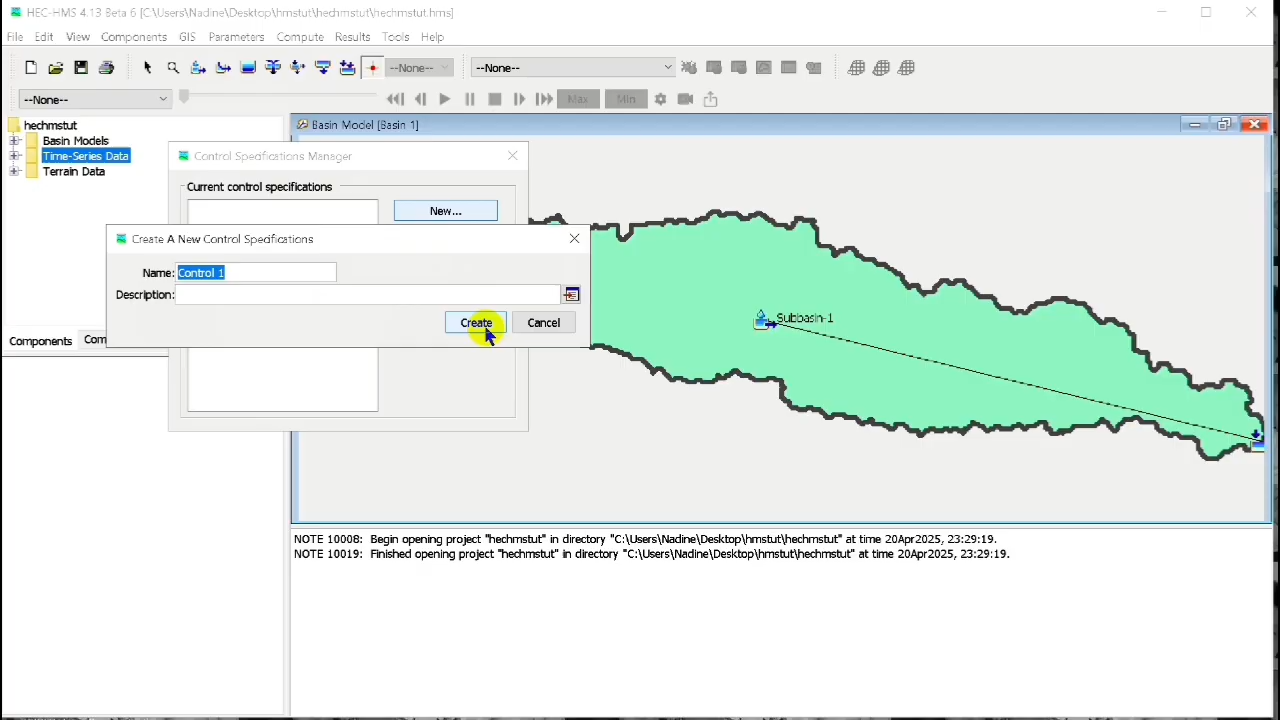 HEC-HMS 4.13 Beta 6 [C:\Users\Nadine\Desktop\hmstut\hechmstut\hechmstut.hms]
File Edit View Components GIS Parameters Compute Results Tools Help
--None--
--None--
--None--
Max
Min
hechmstut
Basin Models
Time-Series Data
Terrain Data
Components
Com
Basin Model [Basin 1]
Control Specifications Manager
Current control specifications
New...
Create A New Control Specifications
Name: Control 1
Description:
Create
Cancel
Subbasin-1
NOTE 10008: Begin opening project "hechmstut" in directory "C:\Users\Nadine\Desktop\hmstut\hechmstut" at time 20Apr2025, 23:29:19.
NOTE 10019: Finished opening project "hechmstut" in directory "C:\Users\Nadine\Desktop\hmstut\hechmstut" at time 20Apr2025, 23:29:19.